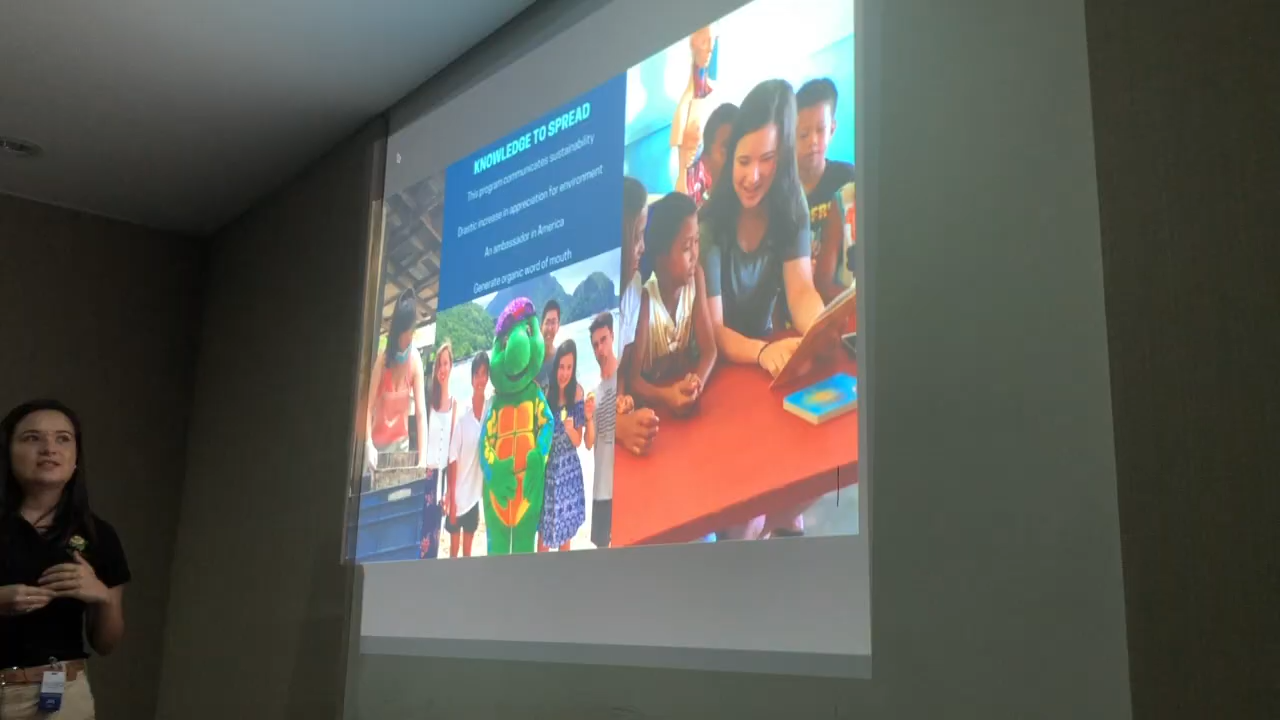 KNOWLEDGE TO SPREAD
This program communicates sustainability
Drastic increase in appreciation for environment
An ambassador in America
Generate organic word of mouth